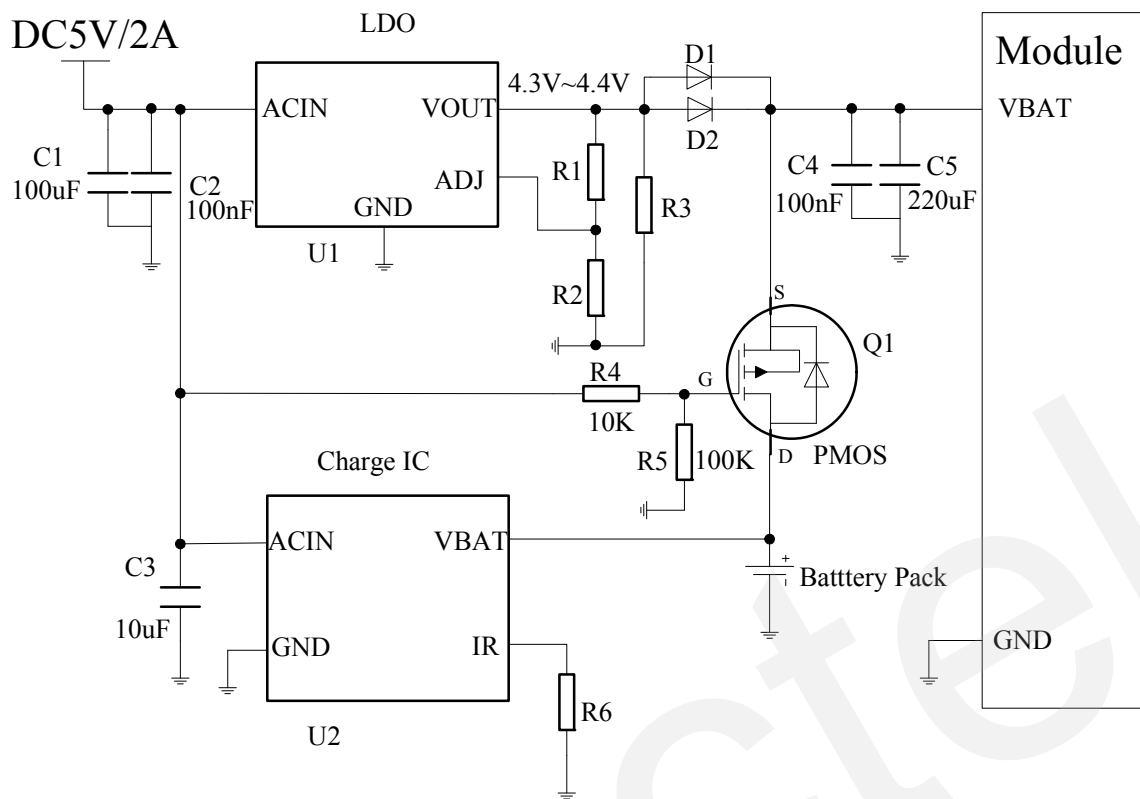 DC5V/2A
LDO
Module
D1
4.3V~4.4V
ACIN
VOUT
D2
VBAT
C1
100uF
C2
100nF
ADJ
R1
R3
C4
100nF
C5
220uF
GND
U1
R2
S
Q1
R4
10K
G
R5
100K
D
PMOS
Charge IC
ACIN
VBAT
C3
10uF
+
-
Batttery Pack
GND
IR
GND
R6
U2
ctel